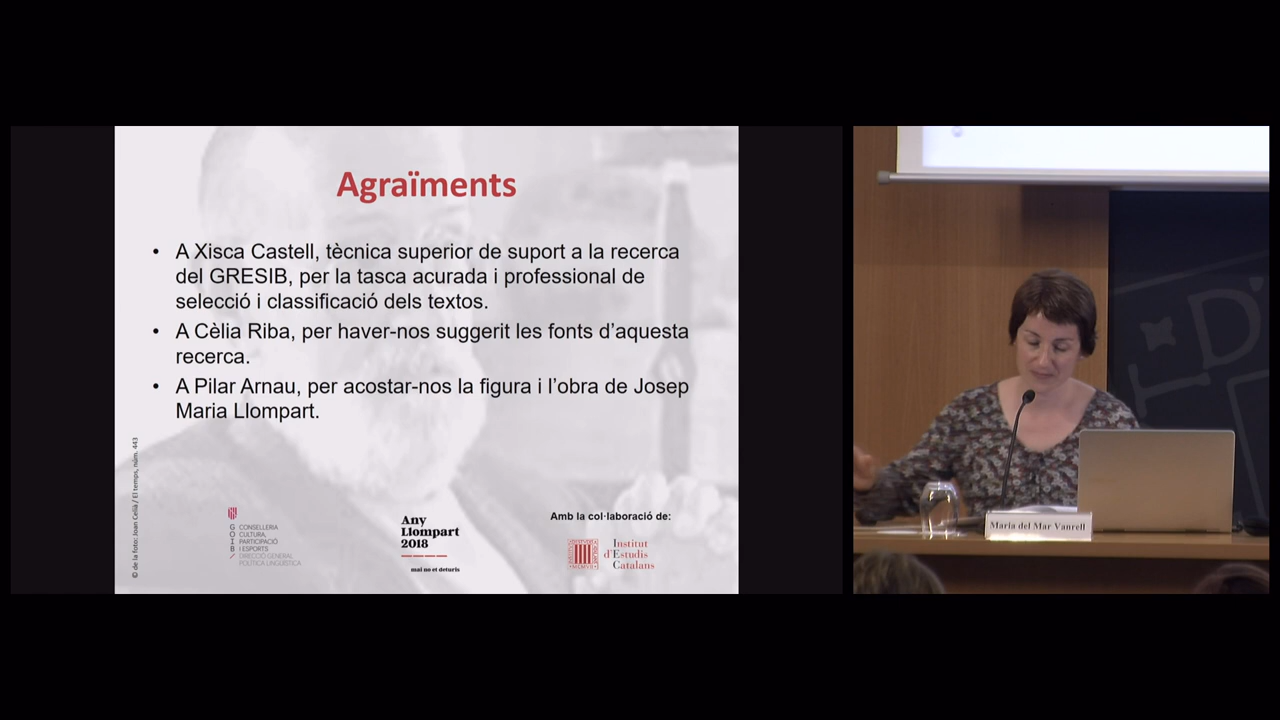 Agraïments
• A Xisca Castell, tècnica superior de suport a la recerca
del GRESIB, per la tasca acurada i professional de
selecció i classificació dels textos.
• A Cèlia Riba, per haver-nos suggerit les fonts d’aquesta
recerca.
• A Pilar Arnau, per acostar-nos la figura i l’obra de Josep
Maria Llompart.
© de la foto: Joan Celià / El temps, núm. 443
G CONSELLERIA
O CULTURA,
I PARTICIPACIÓ
B I ESPORTS
/ DIRECCIÓ GENERAL
POLÍTICA LINGÜÍSTICA
Any
Llompart
2018
mai no et deturis
Amb la col·laboració de:
Institut
d'Estudis
Catalans
Maria del Mar Vanrell
T D'